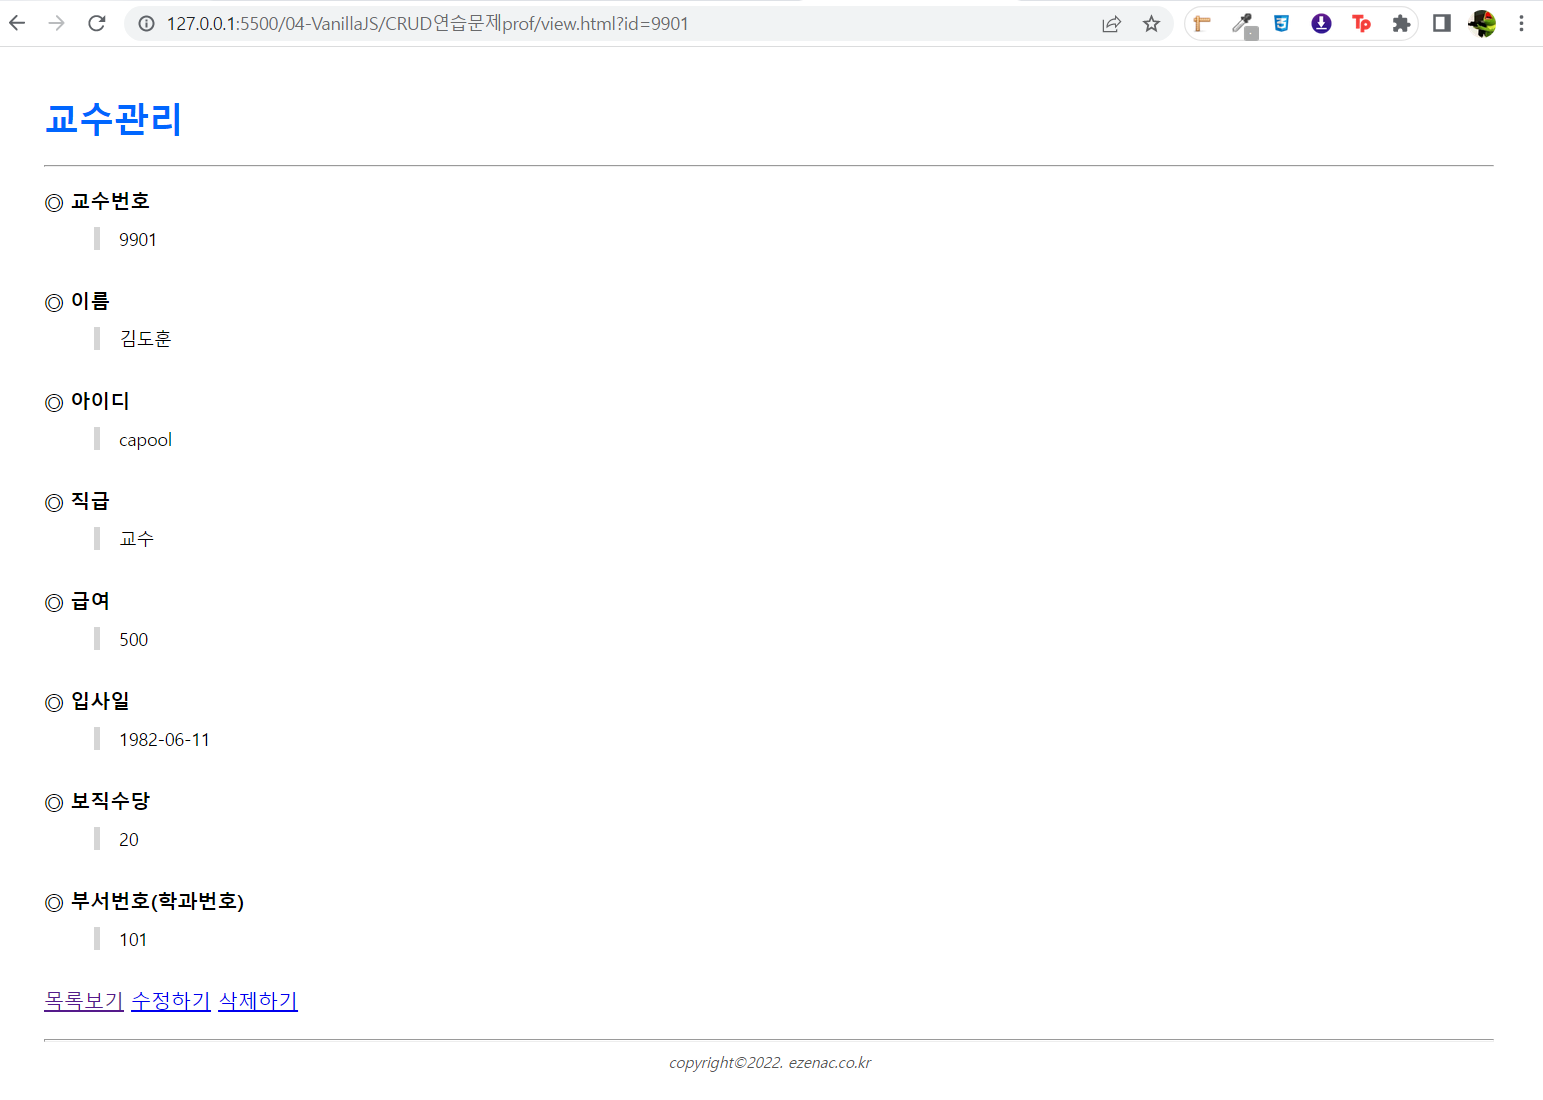 127.0.0.1:5500/04-VanillaJS/CRUD연습문제prof/view.html?id=9901
Tp
교수관리
◎ 교수번호
9901
◎ 이름
김도훈
◎ 아이디
capool
◎ 직급
교수
◎ 급여
500
◎ 입사일
1982-06-11
◎ 보직수당
20
◎ 부서번호(학과번호)
101
목록보기 수정하기 삭제하기
copyright©2022. ezenac.co.kr